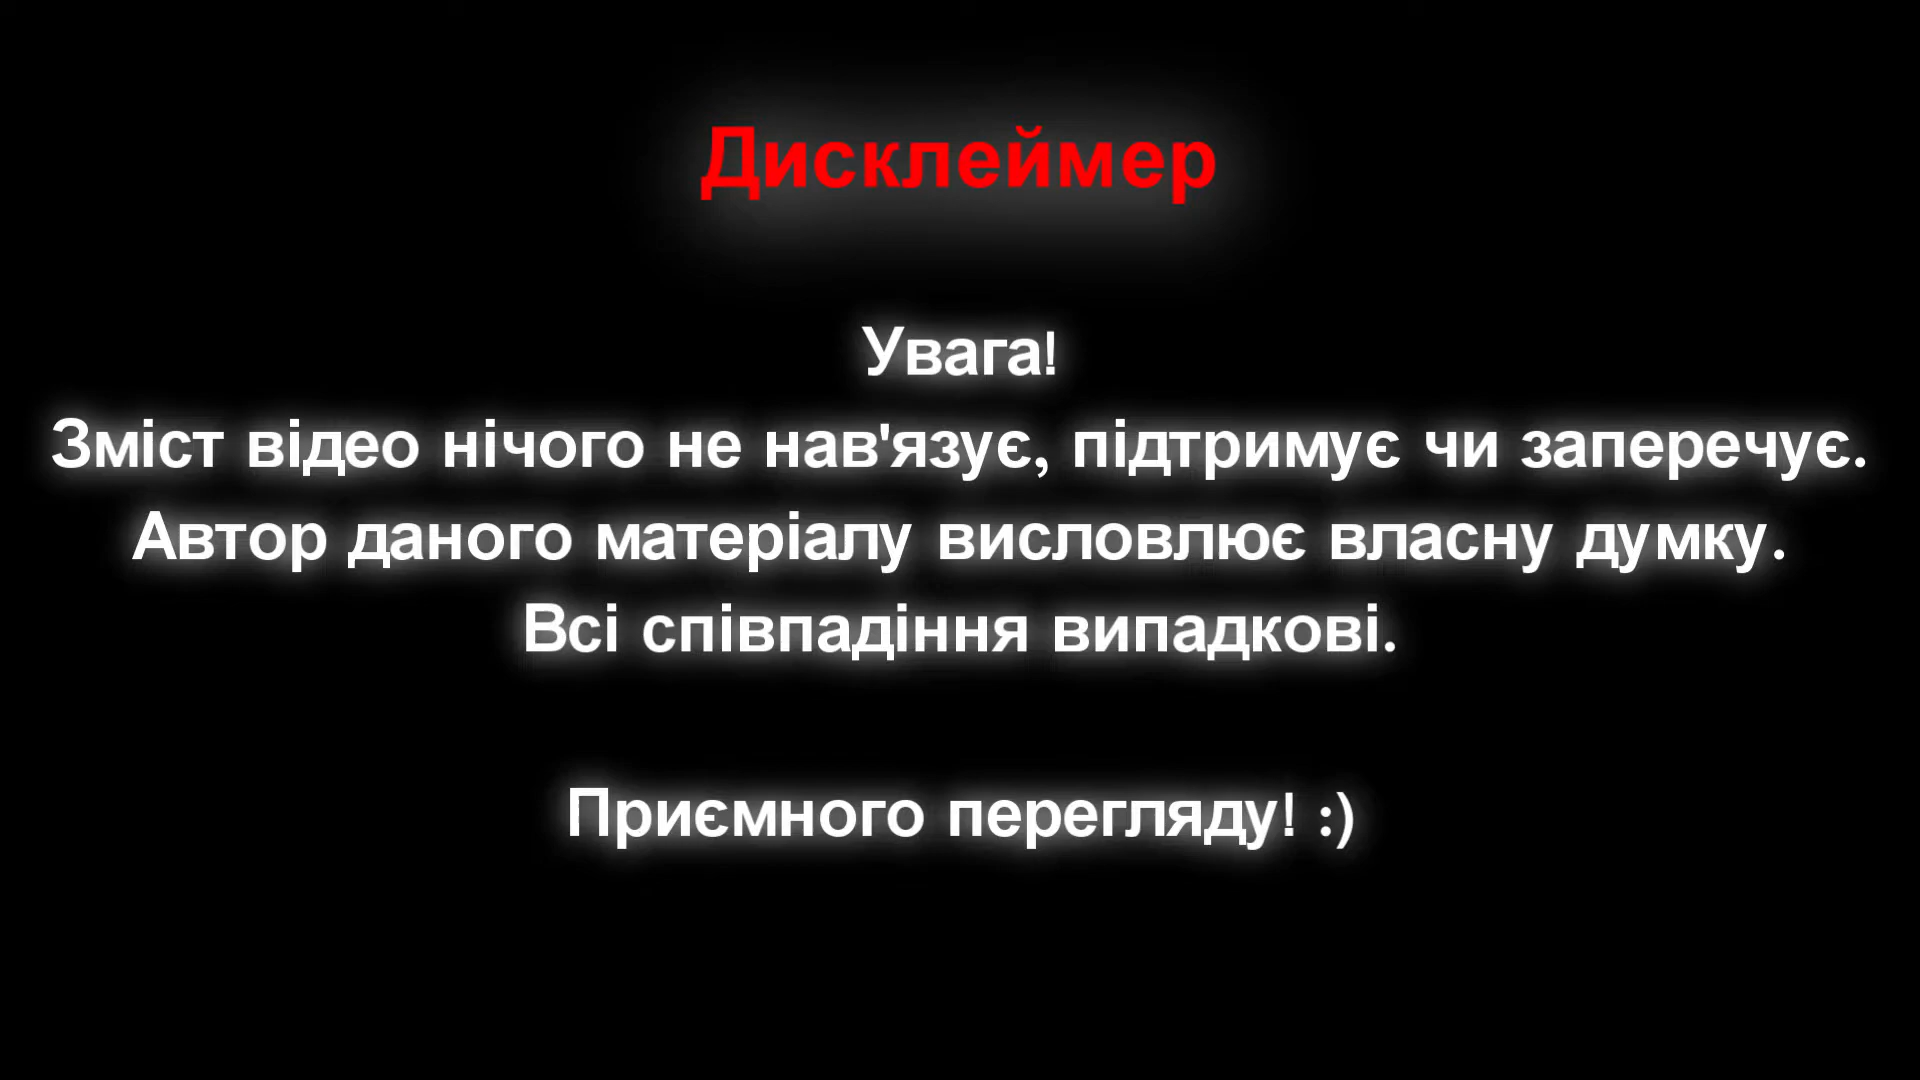 Дисклеймер
Увага!
Зміст відео нічого не нав'язує, підтримує чи заперечує.
Автор даного матеріалу висловлює власну думку.
Всі співпадіння випадкові.
Приємного перегляду! :)